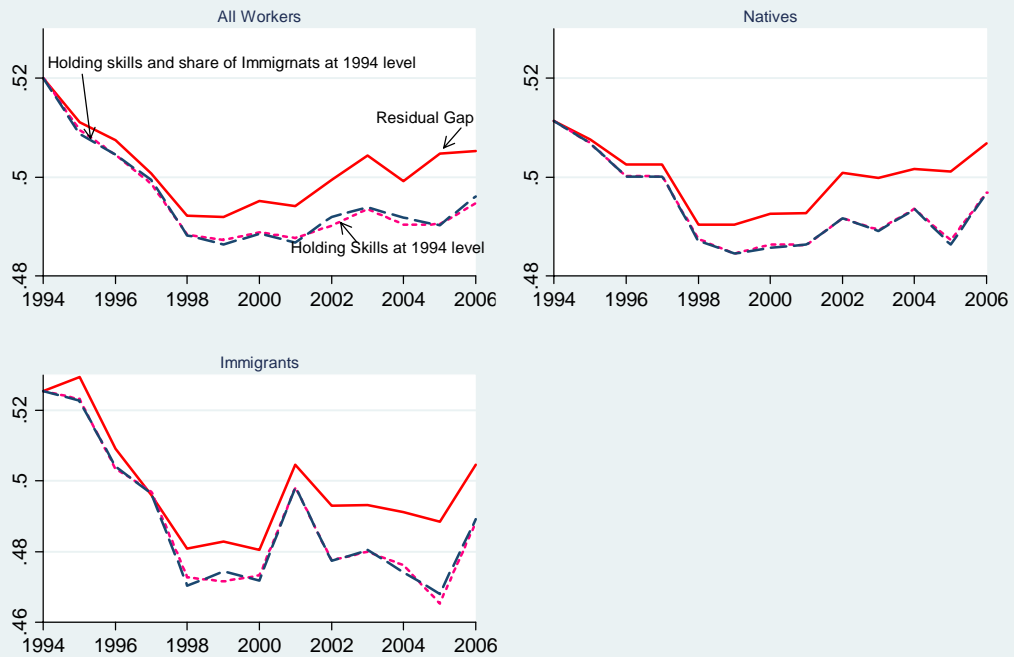 All Workers
.52
.5
.48
Holding skills and share of Immigrnats at 1994 level
Residual Gap
Holding Skills at 1994 level
1994 1996 1998 2000 2002 2004 2006
Natives
.52
.5
.48
1994 1996 1998 2000 2002 2004 2006
Immigrants
.52
.5
.48
.46
1994 1996 1998 2000 2002 2004 2006